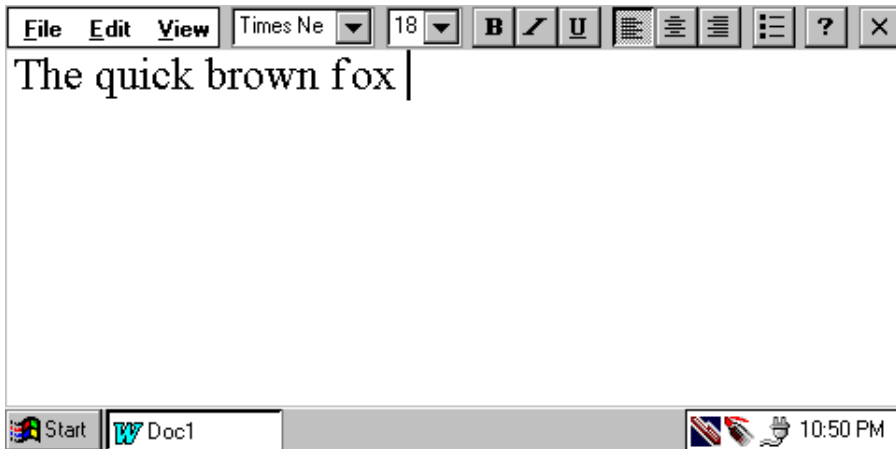 File Edit View Times Ne 18 B I U ? ×
The quick brown fox
Start W Doc1 10:50 PM